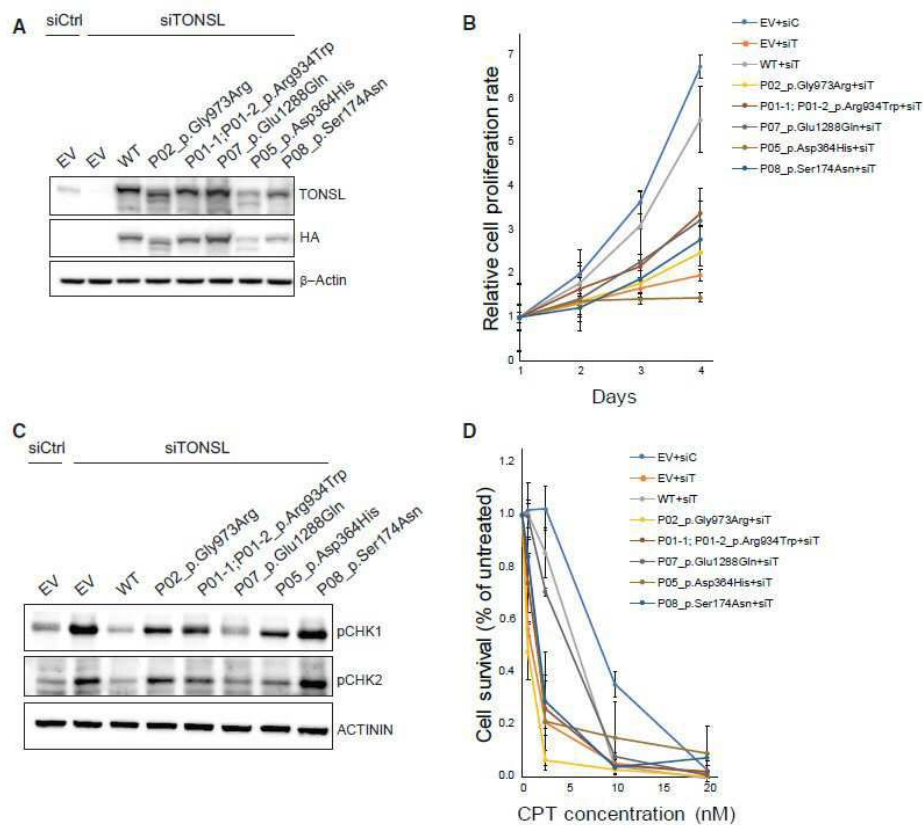 A
siCtrl
siTONSL
EV
EV
WT
P02_p.Gly973Arg
P01-1;P01-2_p.Arg934Trp
P07_p.Glu1288Gln
P05_p.Asp364His
P08_p.Ser174Asn
TONSL
HA
β–Actin
B
Relative cell proliferation rate
7
6
5
4
3
2
1
0
1
2
3
4
Days
EV+siC
EV+siT
WT+siT
P02_p.Gly973Arg+siT
P01-1; P01-2_p.Arg934Trp+siT
P07_p.Glu1288Gln+siT
P05_p.Asp364His+siT
P08_p.Ser174Asn+siT
C
siCtrl
siTONSL
EV
EV
WT
P02_p.Gly973Arg
P01-1;P01-2_p.Arg934Trp
P07_p.Glu1288Gln
P05_p.Asp364His
P08_p.Ser174Asn
pCHK1
pCHK2
ACTININ
D
Cell survival (% of untreated)
1.2
1.0
0.8
0.6
0.4
0.2
0.0
0
5
10
15
20
CPT concentration (nM)
EV+siC
EV+siT
WT+siT
P02_p.Gly973Arg+siT
P01-1; P01-2_p.Arg934Trp+siT
P07_p.Glu1288Gln+siT
P05_p.Asp364His+siT
P08_p.Ser174Asn+siT